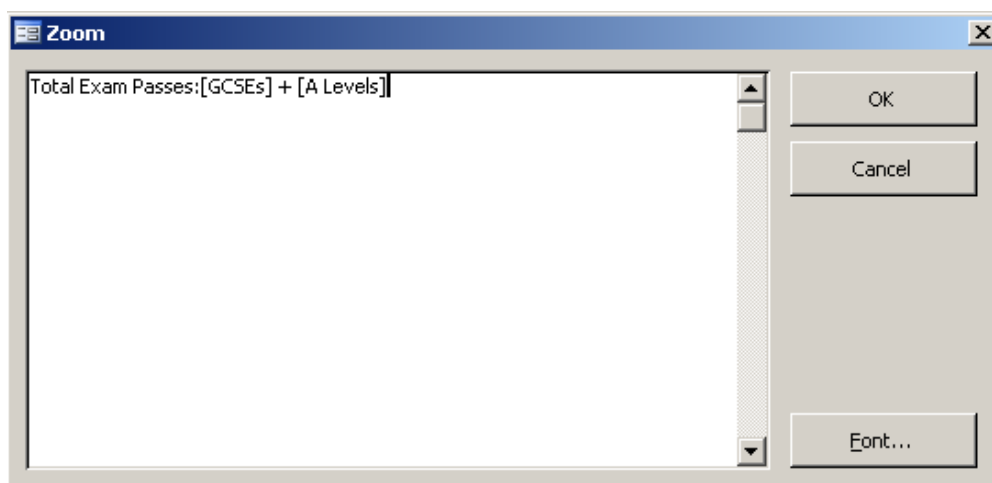 Zoom
Total Exam Passes:[GCSEs] + [A Levels]
OK
Cancel
Font...